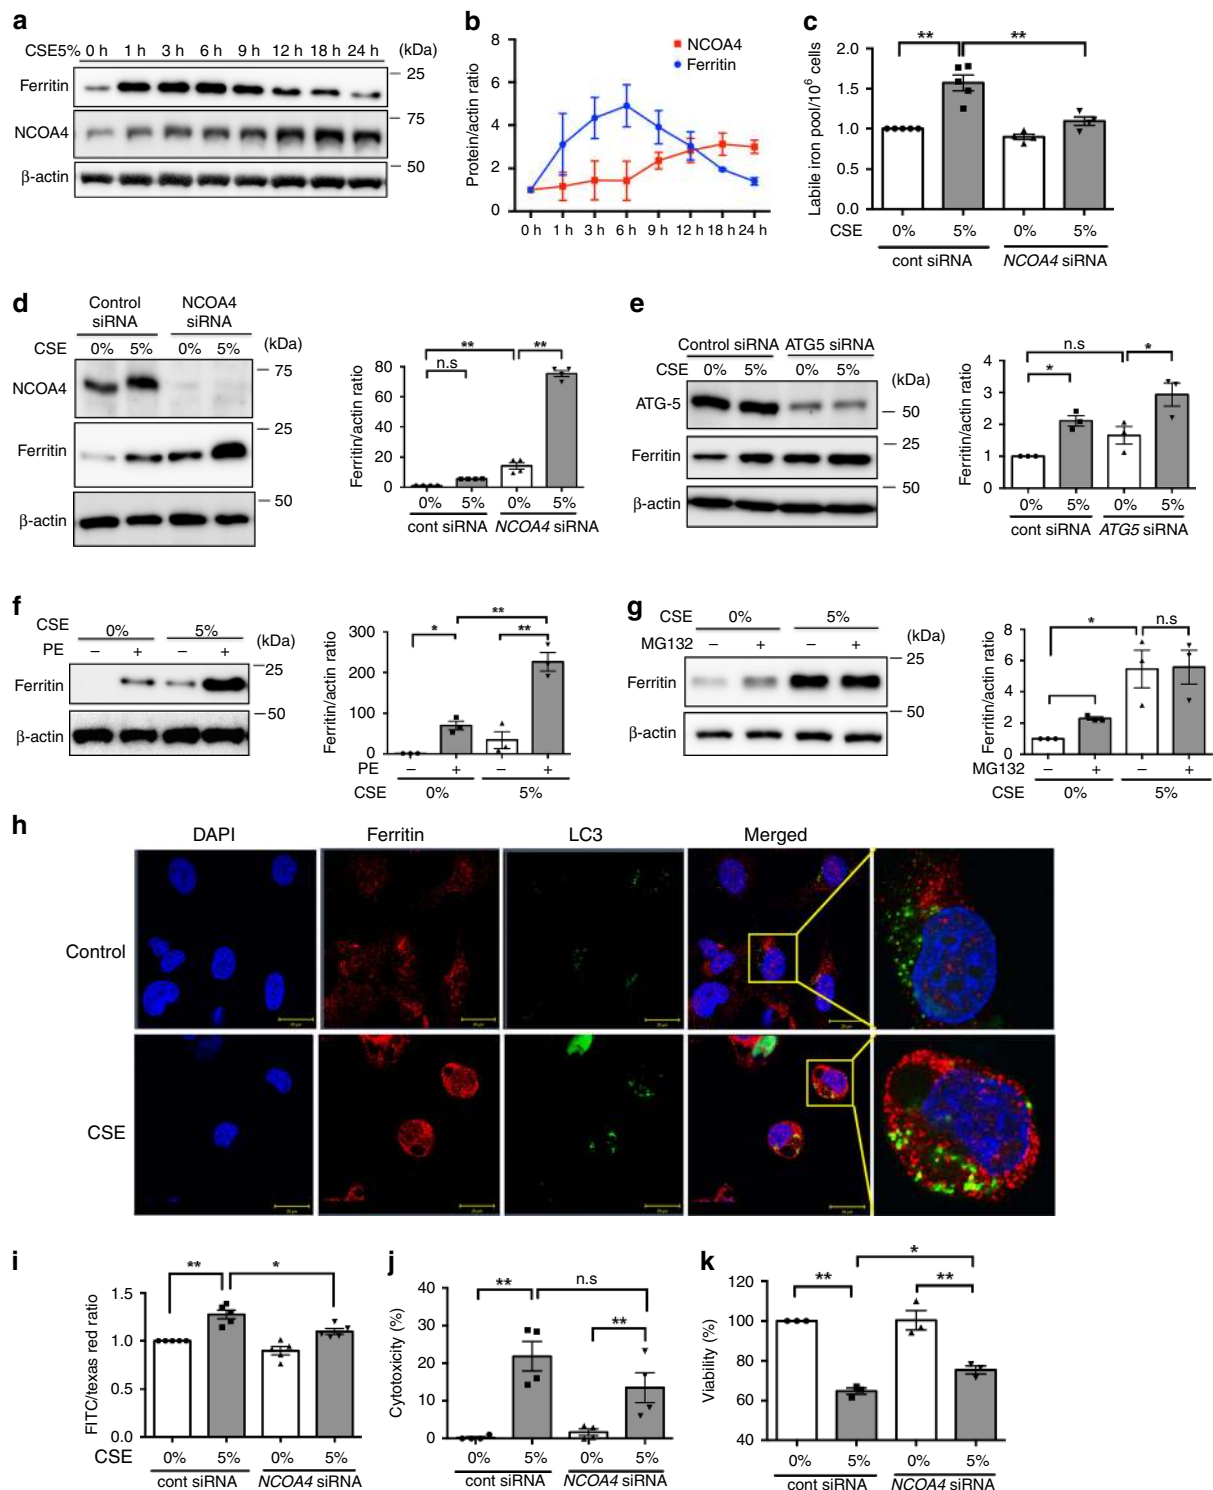 a
CSE5% 0 h 1 h 3 h 6 h 9 h 12 h 18 h 24 h (kDa)
Ferritin
25
NCOA4
75
β-actin
50
b
Protein/actin ratio
8
6
4
2
0
NCOA4
Ferritin
0 h 1 h 3 h 6 h 9 h 12 h 18 h 24 h
c
Labile iron pool/10⁶ cells
2.0
1.5
1.0
0.5
0.0
** **
CSE 0% 5% 0% 5%
cont siRNA NCOA4 siRNA
d
Control siRNA
NCOA4 siRNA
CSE 0% 5% 0% 5% (kDa)
NCOA4
75
Ferritin
25
β-actin
50
Ferritin/actin ratio
80
60
40
20
0
** **
n.s
0% 5% 0% 5%
cont siRNA NCOA4 siRNA
e
Control siRNA ATG5 siRNA
CSE 0% 5% 0% 5% (kDa)
ATG-5
50
Ferritin
25
β-actin
50
Ferritin/actin ratio
4
3
2
1
0
n.s *
*
0% 5% 0% 5%
cont siRNA ATG5 siRNA
f
CSE 0% 5%
PE − + − + (kDa)
Ferritin
25
β-actin
50
Ferritin/actin ratio
300
200
100
0
**
* **
PE − + − +
CSE 0% 5%
g
CSE 0% 5%
MG132 − + − + (kDa)
Ferritin
25
β-actin
50
Ferritin/actin ratio
8
6
4
2
0
* n.s
MG132 − + − +
CSE 0% 5%
h
DAPI Ferritin LC3 Merged
Control
CSE
i
FITC/texas red ratio
1.5
1.0
0.5
0.0
** *
CSE 0% 5% 0% 5%
cont siRNA NCOA4 siRNA
j
Cytotoxicity (%)
40
30
20
10
0
** n.s
**
0% 5% 0% 5%
cont siRNA NCOA4 siRNA
k
Viability (%)
120
100
80
60
40
*
** **
0% 5% 0% 5%
cont siRNA NCOA4 siRNA